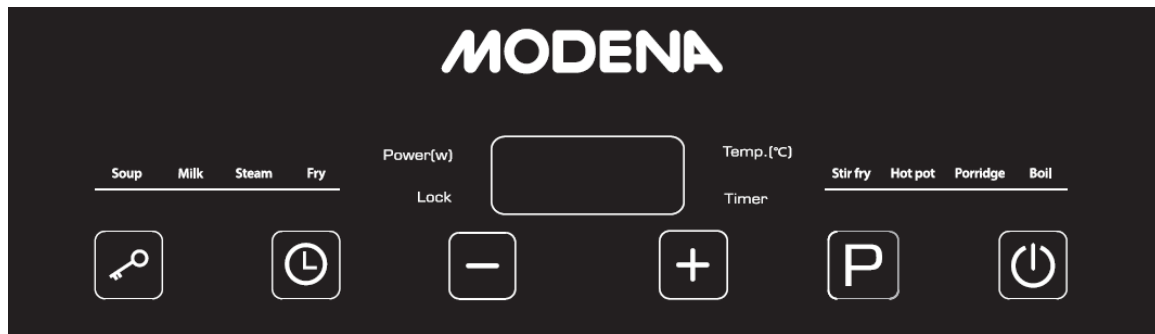 MODENA
Power(w) Temp.(℃)
Soup Milk Steam Fry Stir fry Hot pot Porridge Boil
Lock Timer
− + P